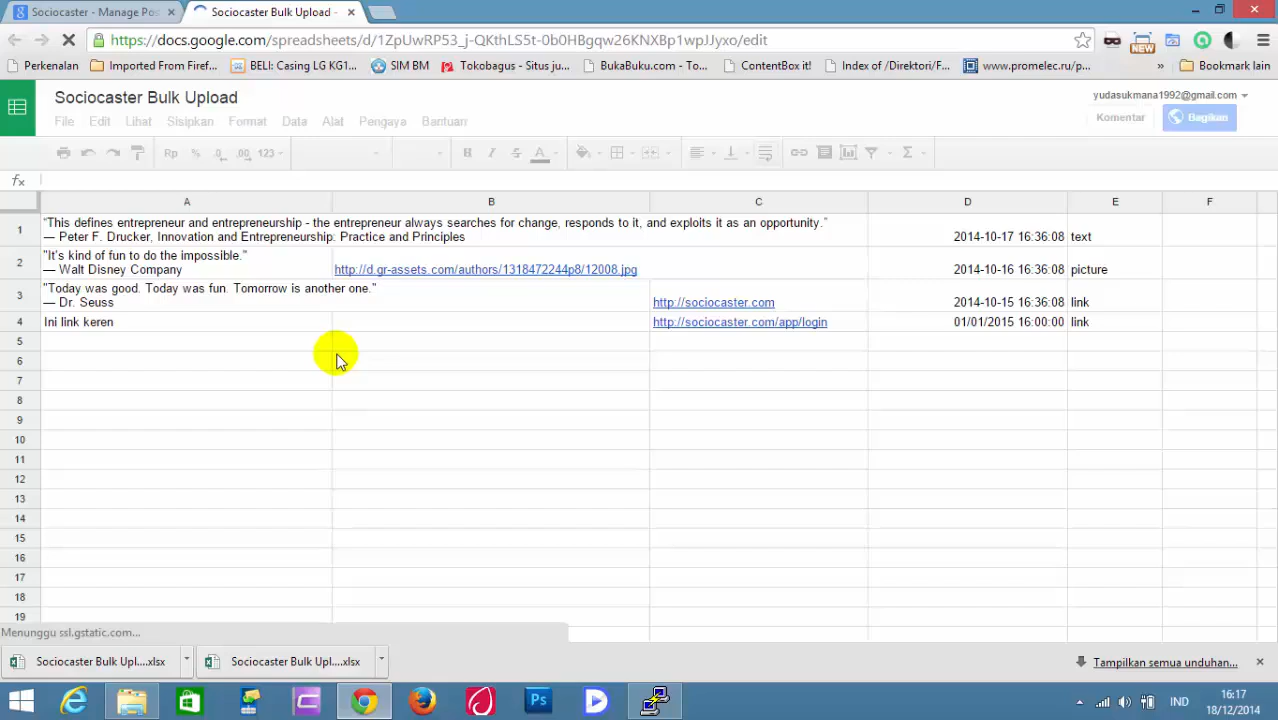 Sociocaster - Manage Pos
Sociocaster Bulk Upload -
https://docs.google.com/spreadsheets/d/1ZpUwRP53_j-QKthLS5t-0b0HBgqw26KNXBp1wpJJyxo/edit
NEW
Perkenalan
Imported From Firef...
BELI: Casing LG KG1...
SIM BM
Tokobagus - Situs ju...
BukaBuku.com - To...
ContentBox it!
Index of /Direktori/F...
www.promelec.ru/p...
»
Bookmark lain
Sociocaster Bulk Upload
yudasukmana1992@gmail.com
File Edit Lihat Sisipkan Format Data Alat Pengaya Bantuan
Komentar
Bagikan
Rp % .0 .00 123
B I S A Σ
fx
A B C D E F
1 "This defines entrepreneur and entrepreneurship - the entrepreneur always searches for change, responds to it, and exploits it as an opportunity."
— Peter F. Drucker, Innovation and Entrepreneurship: Practice and Principles 2014-10-17 16:36:08 text
2 "It's kind of fun to do the impossible."
— Walt Disney Company http://d.gr-assets.com/authors/1318472244p8/12008.jpg 2014-10-16 16:36:08 picture
3 "Today was good. Today was fun. Tomorrow is another one."
— Dr. Seuss http://sociocaster.com 2014-10-15 16:36:08 link
4 Ini link keren http://sociocaster.com/app/login 01/01/2015 16:00:00 link
5
6
7
8
9
10
11
12
13
14
15
16
17
18
19
Menunggu ssl.gstatic.com...
Sociocaster Bulk Upl....xlsx
Sociocaster Bulk Upl....xlsx
Tampilkan semua unduhan...
Ps
IND
16:17
18/12/2014